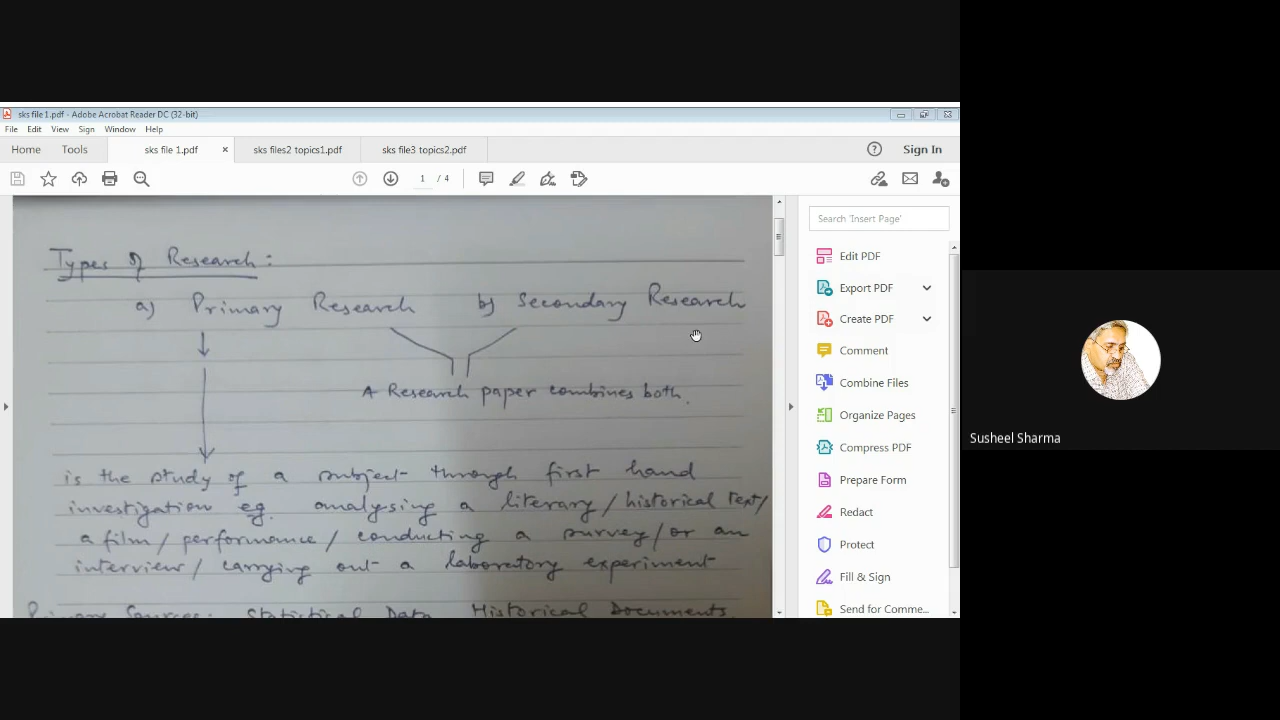 sks file 1.pdf - Adobe Acrobat Reader DC (32-bit)
File Edit View Sign Window Help
Home Tools sks file 1.pdf × sks files2 topics1.pdf sks file3 topics2.pdf Sign In
1 / 4
Types of Research:
a) Primary Research b) Secondary Research
A Research paper combines both.
is the study of a subject through first hand
investigation eg. analysing a literary/historical text/
a film/performance/conducting a survey/or an
interview/carrying out a laboratory experiment
Primary Sources: Statistical Data, Historical Documents,
Search 'Insert Page'
Edit PDF
Export PDF
Create PDF
Comment
Combine Files
Organize Pages
Compress PDF
Prepare Form
Redact
Protect
Fill & Sign
Send for Comme...
Susheel Sharma